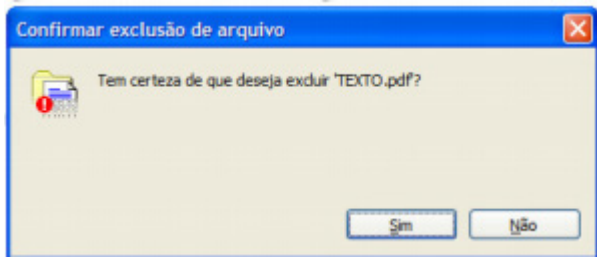 Confirmar exclusão de arquivo
Tem certeza de que deseja excluir 'TEXTO.pdf'?
Sim
Não